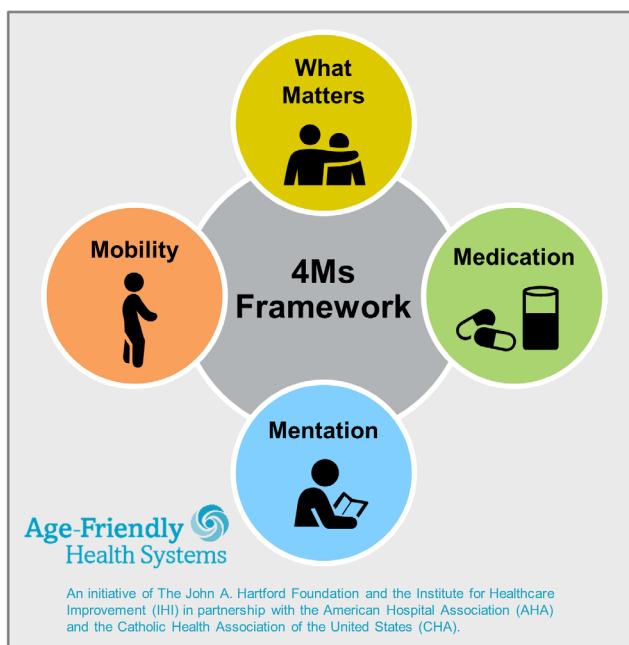 What
Matters
Mobility
4Ms
Framework
Medication
Mentation
Age-Friendly
Health Systems
An initiative of The John A. Hartford Foundation and the Institute for Healthcare
Improvement (IHI) in partnership with the American Hospital Association (AHA)
and the Catholic Health Association of the United States (CHA).